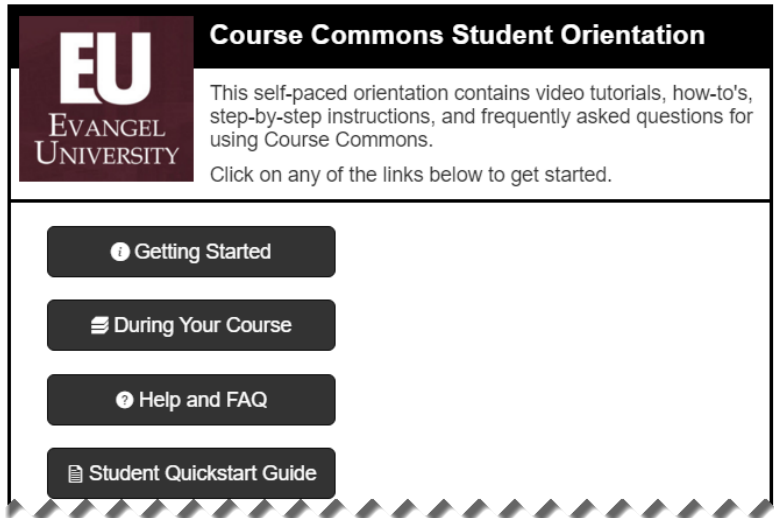 Course Commons Student Orientation
EU
EVANGEL
UNIVERSITY
This self-paced orientation contains video tutorials, how-to's,
step-by-step instructions, and frequently asked questions for
using Course Commons.
Click on any of the links below to get started.
Getting Started
During Your Course
Help and FAQ
Student Quickstart Guide